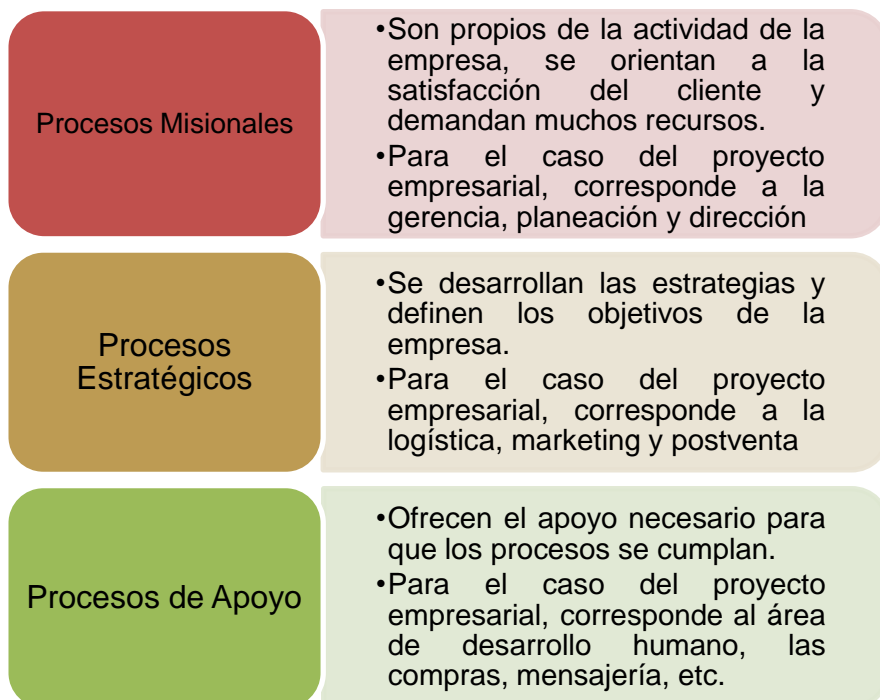 Procesos Misionales
•Son propios de la actividad de la
empresa, se orientan a la
satisfacción del cliente y
demandan muchos recursos.
•Para el caso del proyecto
empresarial, corresponde a la
gerencia, planeación y dirección
Procesos
Estratégicos
•Se desarrollan las estrategias y
definen los objetivos de la
empresa.
•Para el caso del proyecto
empresarial, corresponde a la
logística, marketing y postventa
Procesos de Apoyo
•Ofrecen el apoyo necesario para
que los procesos se cumplan.
•Para el caso del proyecto
empresarial, corresponde al área
de desarrollo humano, las
compras, mensajería, etc.